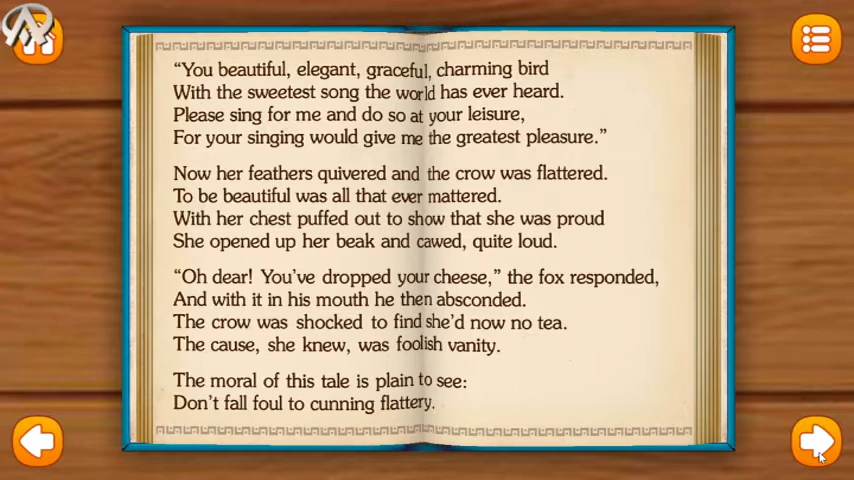 “You beautiful, elegant, graceful, charming bird
With the sweetest song the world has ever heard.
Please sing for me and do so at your leisure,
For your singing would give me the greatest pleasure.”
Now her feathers quivered and the crow was flattered.
To be beautiful was all that ever mattered.
With her chest puffed out to show that she was proud
She opened up her beak and cawed, quite loud.
“Oh dear! You’ve dropped your cheese,” the fox responded,
And with it in his mouth he then absconded.
The crow was shocked to find she’d now no tea.
The cause, she knew, was foolish vanity.
The moral of this tale is plain to see:
Don’t fall foul to cunning flattery.